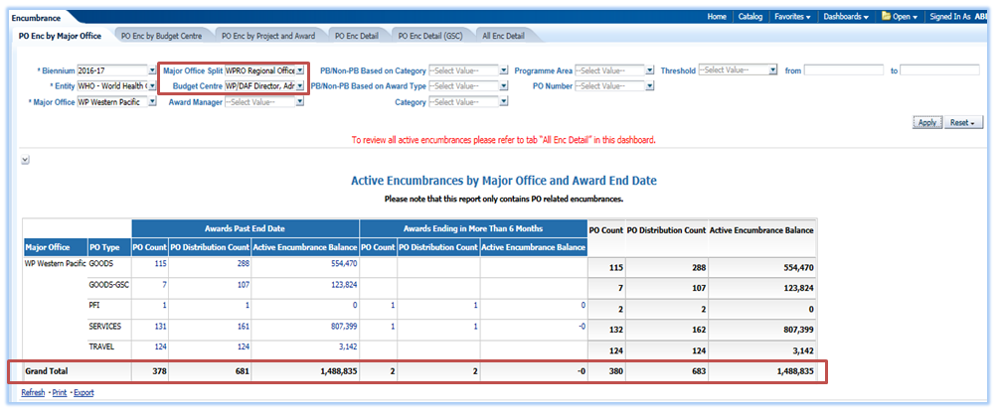 Encumbrance
Home Catalog Favorites Dashboards Open Signed In As ABI
PO Enc by Major Office PO Enc by Budget Centre PO Enc by Project and Award PO Enc Detail PO Enc Detail (GSC) All Enc Detail
* Biennium 2016-17 Major Office Split WPRO Regional Office PB/Non-PB Based on Category --Select Value-- Programme Area --Select Value-- Threshold --Select Value-- from to
* Entity WHO - World Health Budget Centre WP/DAF Director, Adr PB/Non-PB Based on Award Type --Select Value-- PO Number --Select Value--
* Major Office WP Western Pacific Award Manager --Select Value-- Category --Select Value--
Apply Reset
To review all active encumbrances please refer to tab "All Enc Detail" in this dashboard.
Active Encumbrances by Major Office and Award End Date
Please note that this report only contains PO related encumbrances.
Awards Past End Date Awards Ending in More Than 6 Months PO Count PO Distribution Count Active Encumbrance Balance
Major Office PO Type PO Count PO Distribution Count Active Encumbrance Balance PO Count PO Distribution Count Active Encumbrance Balance
WP Western Pacific GOODS 115 288 554,470 115 288 554,470
GOODS-GSC 7 107 123,824 7 107 123,824
PFI 1 1 0 1 1 0 2 2 0
SERVICES 131 161 807,399 1 1 -0 132 162 807,399
TRAVEL 124 124 3,142 124 124 3,142
Grand Total 378 681 1,488,835 2 2 -0 380 683 1,488,835
Refresh - Print - Export